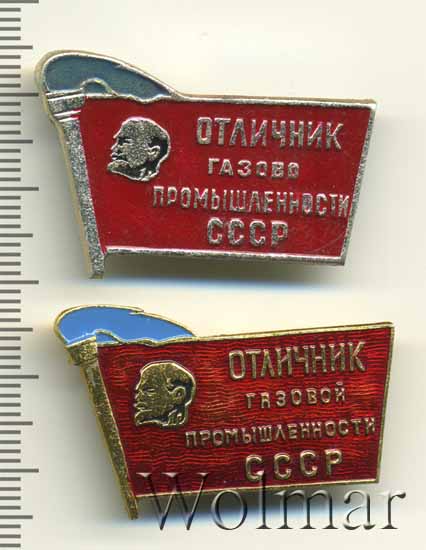 ОТЛИЧНИК
ГАЗОВО
ПРОМЫШЛЕННОСТИ
СССР
ОТЛИЧНИК
ГАЗОВОЙ
ПРОМЫШЛЕННОСТИ
СССР
Wolmar